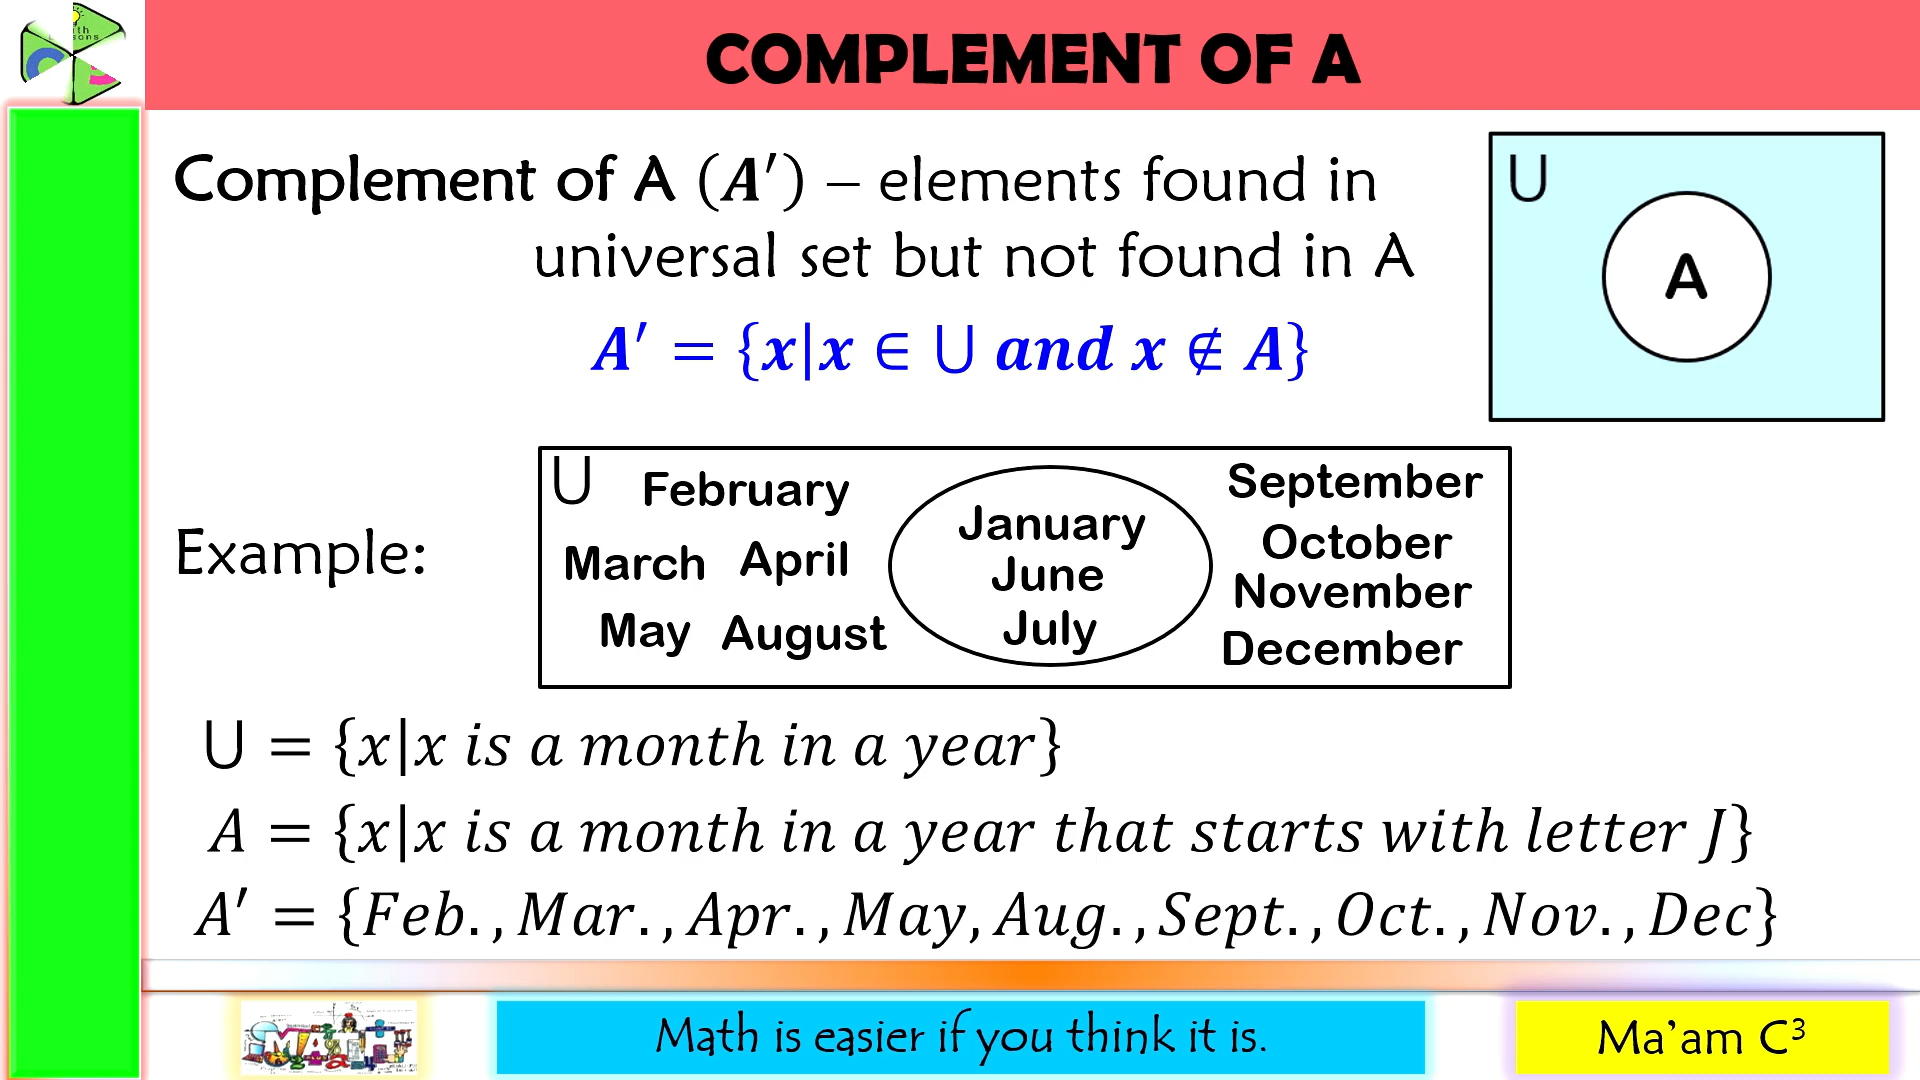 COMPLEMENT OF A
Complement of A (A′) – elements found in
universal set but not found in A
A′ = {x|x ∈ U and x ∉ A}
U
A
Example:
U
February
March April
May August
January
June
July
September
October
November
December
U = {x|x is a month in a year}
A = {x|x is a month in a year that starts with letter J}
A′ = {Feb., Mar., Apr., May, Aug., Sept., Oct., Nov., Dec}
MATH
Math is easier if you think it is.
Ma’am C³